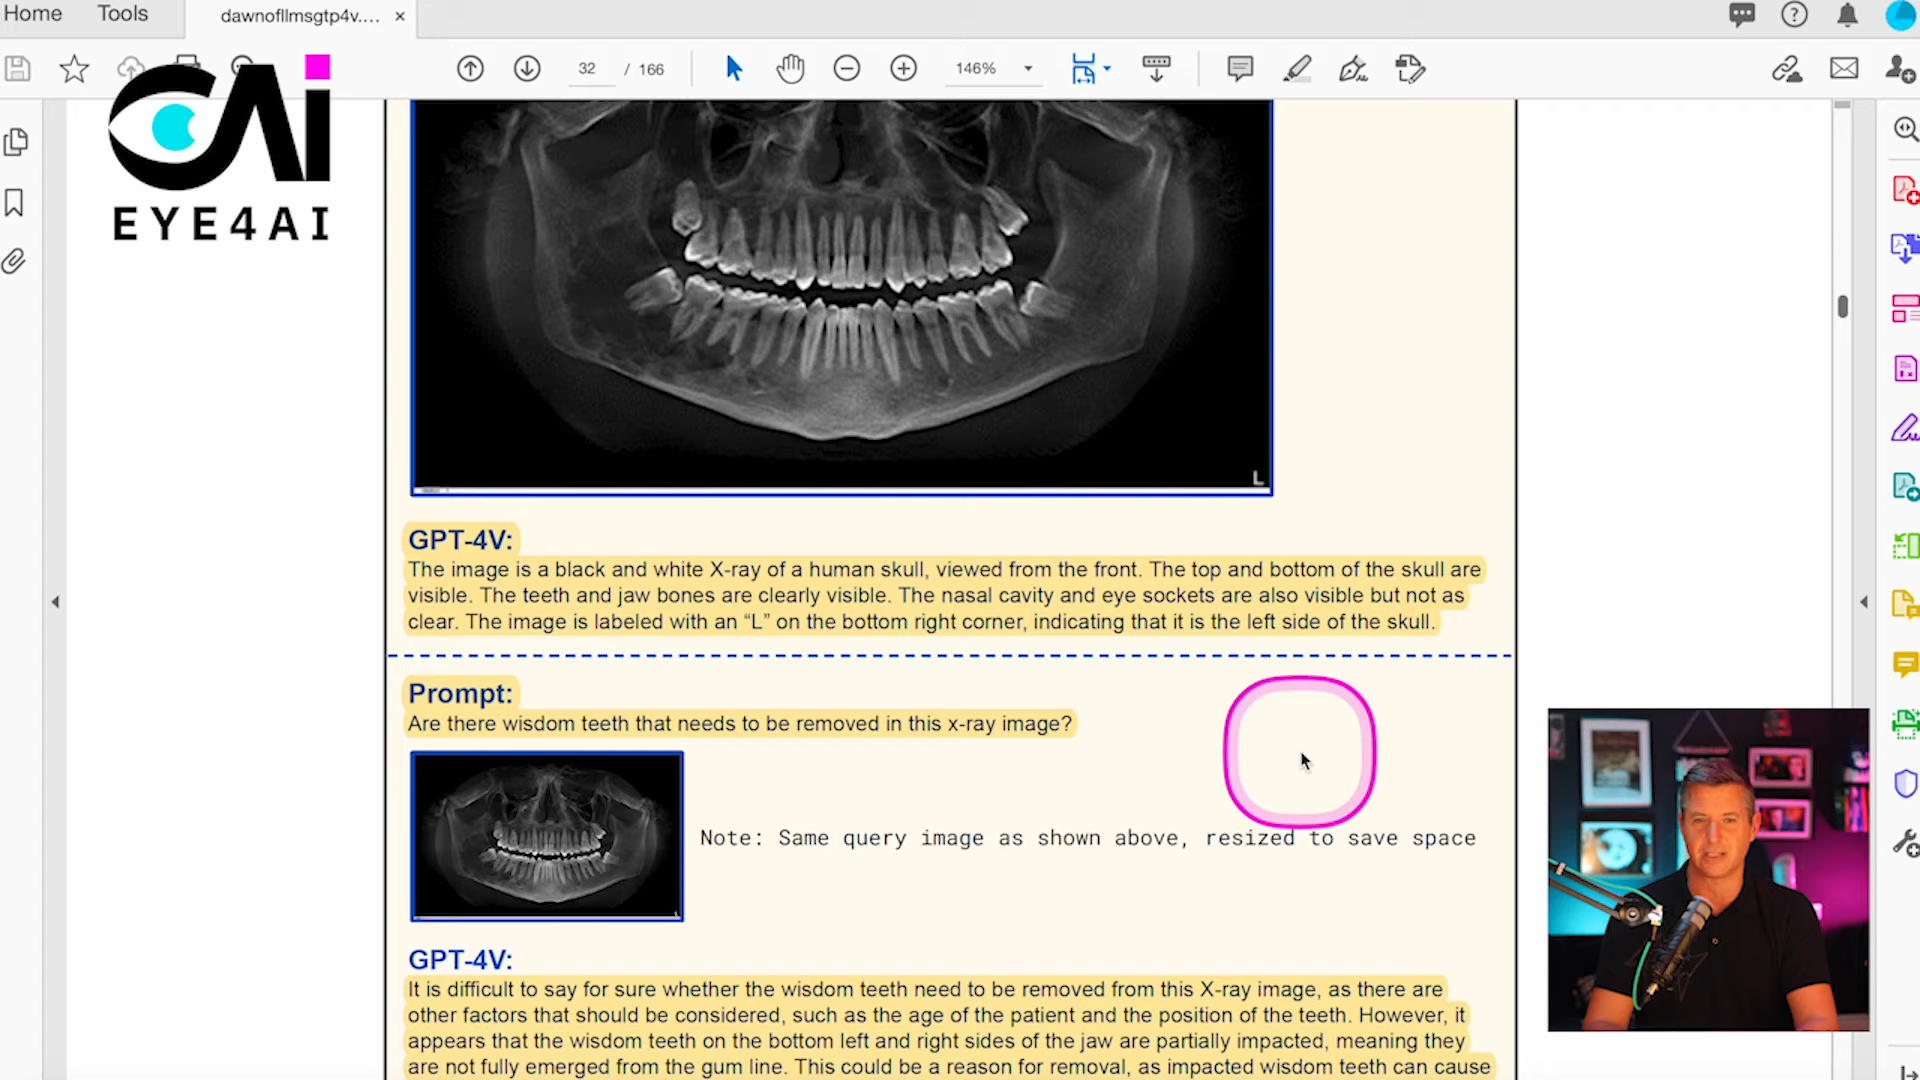 Home Tools dawnofllmsgtp4v.... ×
32 / 166 146%
EYE4AI
L
GPT-4V:
The image is a black and white X-ray of a human skull, viewed from the front. The top and bottom of the skull are
visible. The teeth and jaw bones are clearly visible. The nasal cavity and eye sockets are also visible but not as
clear. The image is labeled with an “L” on the bottom right corner, indicating that it is the left side of the skull.
Prompt:
Are there wisdom teeth that needs to be removed in this x-ray image?
Note: Same query image as shown above, resized to save space
GPT-4V:
It is difficult to say for sure whether the wisdom teeth need to be removed from this X-ray image, as there are
other factors that should be considered, such as the age of the patient and the position of the teeth. However, it
appears that the wisdom teeth on the bottom left and right sides of the jaw are partially impacted, meaning they
are not fully emerged from the gum line. This could be a reason for removal, as impacted wisdom teeth can cause